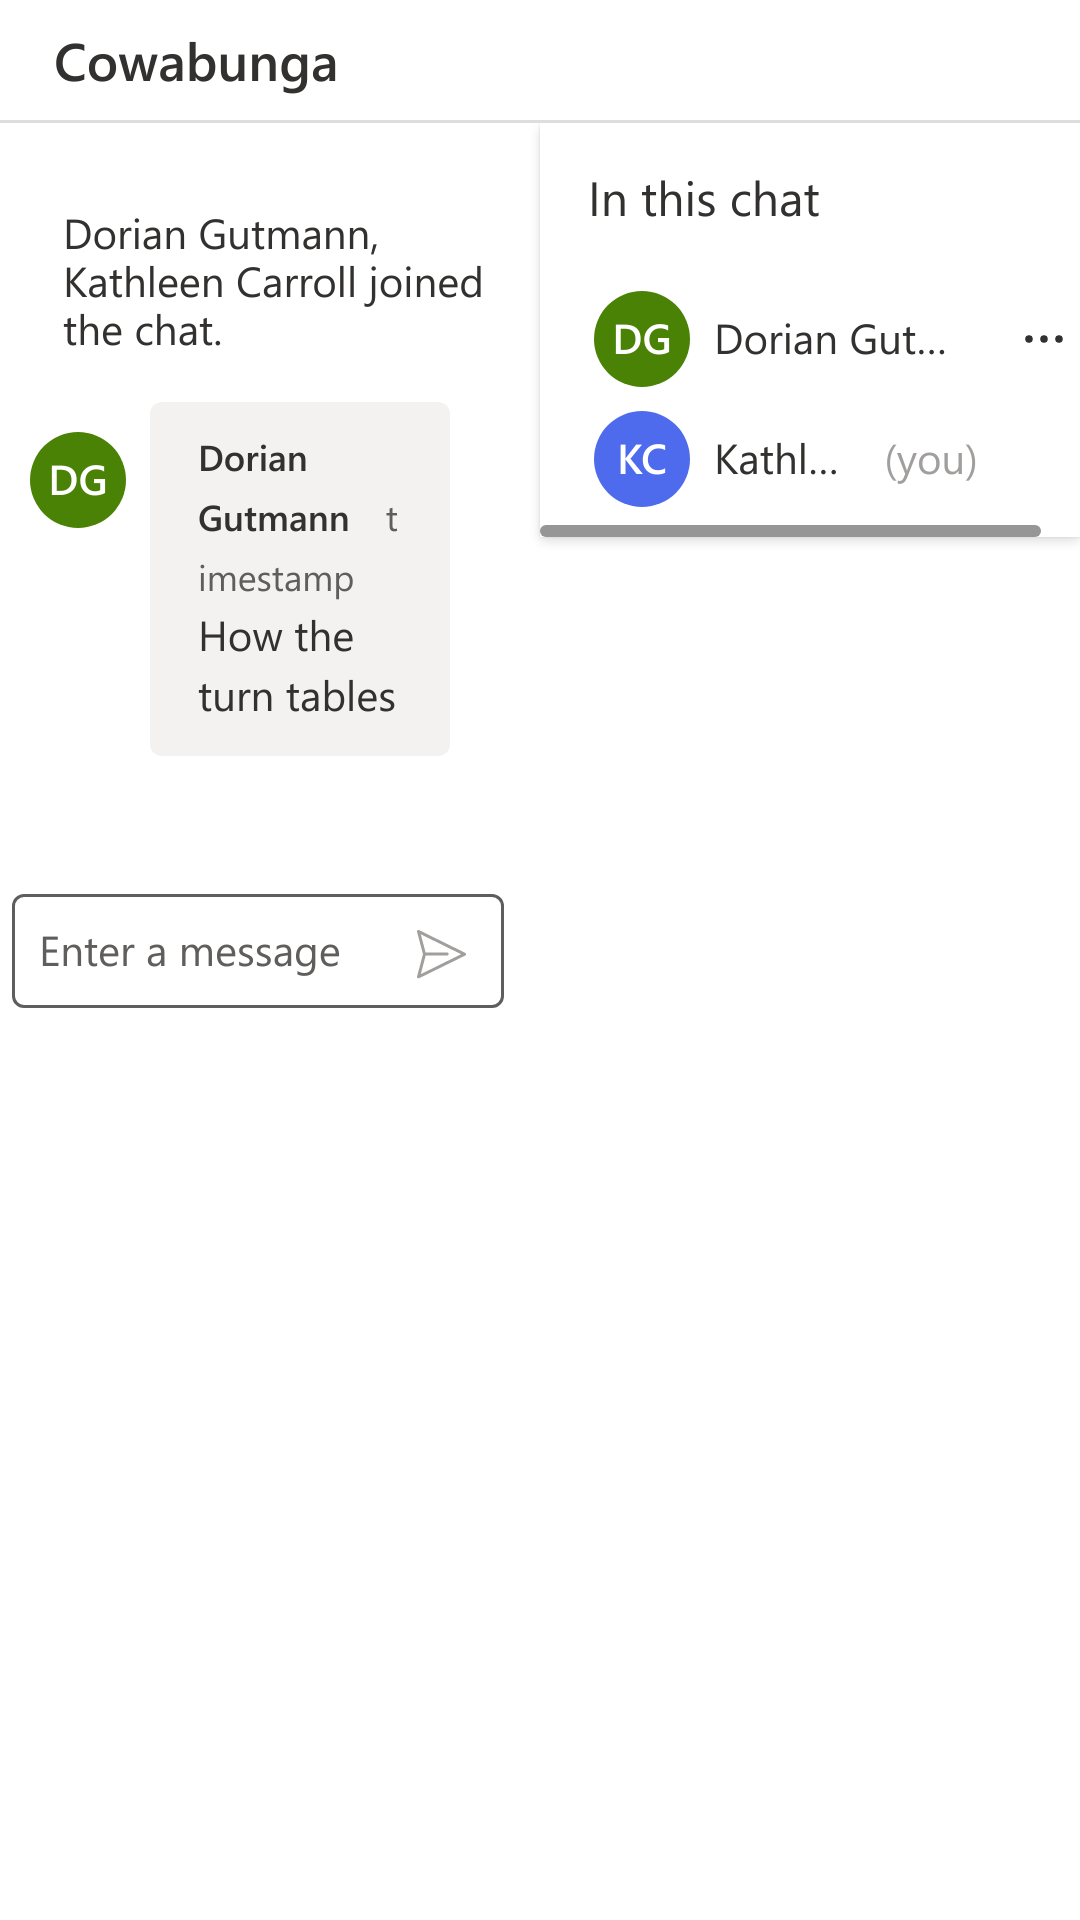 Cowabunga
Dorian Gutmann,
Kathleen Carroll joined
the chat.
DG
Dorian
Gutmann t
imestamp
How the
turn tables
Enter a message
In this chat
DG Dorian Gut...
KC Kathl... (you)